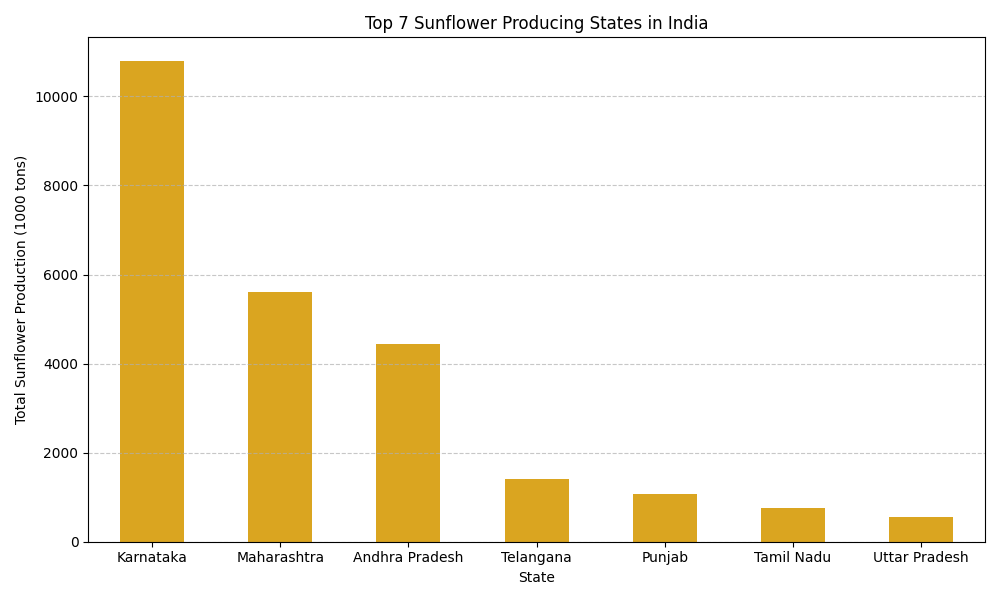 Top 7 Sunflower Producing States in India
Total Sunflower Production (1000 tons)
10000
8000
6000
4000
2000
0
Karnataka
Maharashtra
Andhra Pradesh
Telangana
Punjab
Tamil Nadu
Uttar Pradesh
State